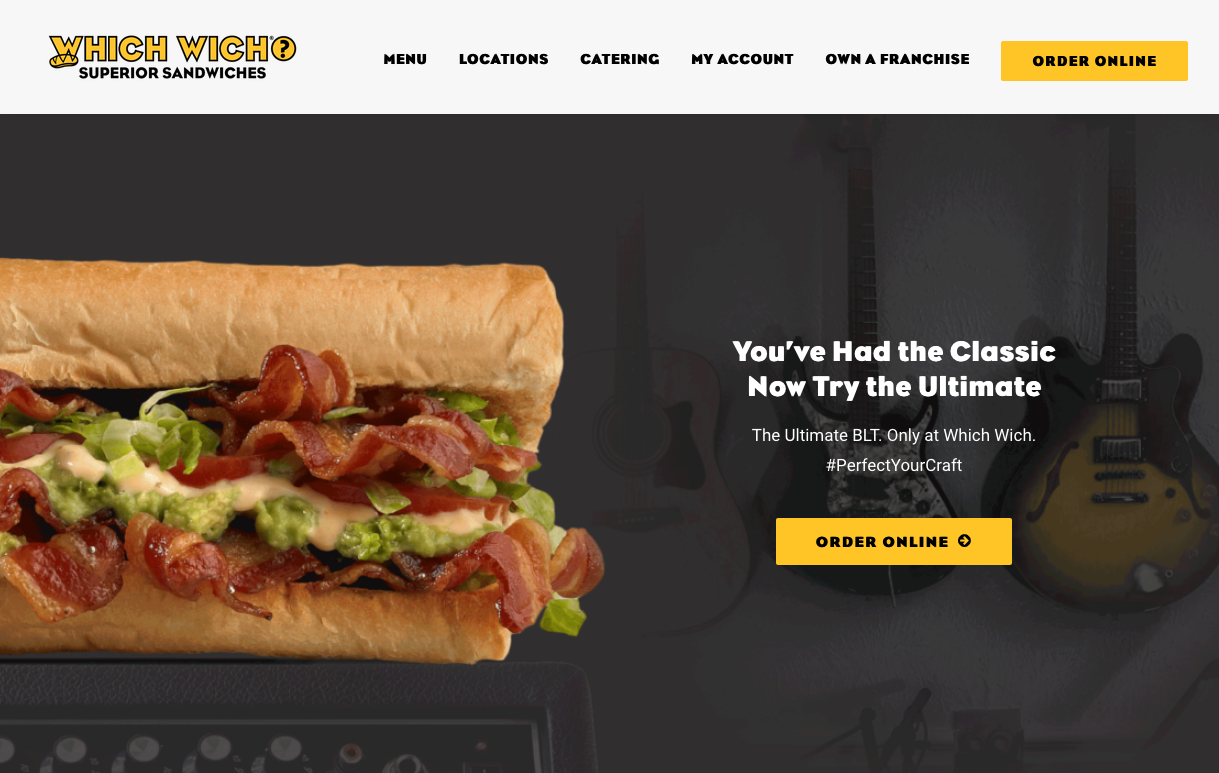 WHICH WICH®?
SUPERIOR SANDWICHES
MENU
LOCATIONS
CATERING
MY ACCOUNT
OWN A FRANCHISE
ORDER ONLINE
You've Had the Classic
Now Try the Ultimate
The Ultimate BLT. Only at Which Wich.
#PerfectYourCraft
ORDER ONLINE